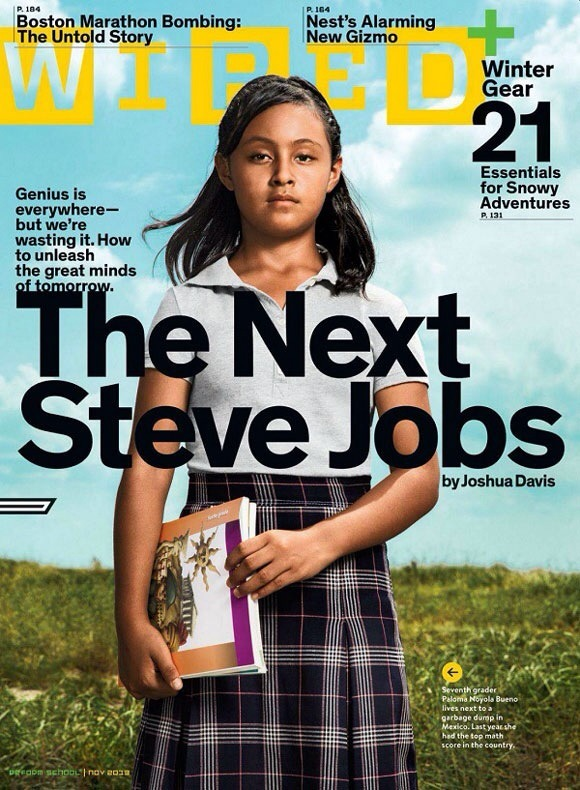 P. 184
Boston Marathon Bombing:
The Untold Story
P. 164
Nest's Alarming
New Gizmo
WIRED
+
Winter
Gear
21
Essentials
for Snowy
Adventures
P. 131
Genius is
everywhere—
but we're
wasting it. How
to unleash
the great minds
of tomorrow.
The Next
Steve Jobs
by Joshua Davis
Seventh grader
Paloma Noyola Bueno
lives next to a
garbage dump in
Mexico. Last year she
had the top math
score in the country.
REFORM SCHOOL | NOV 2013